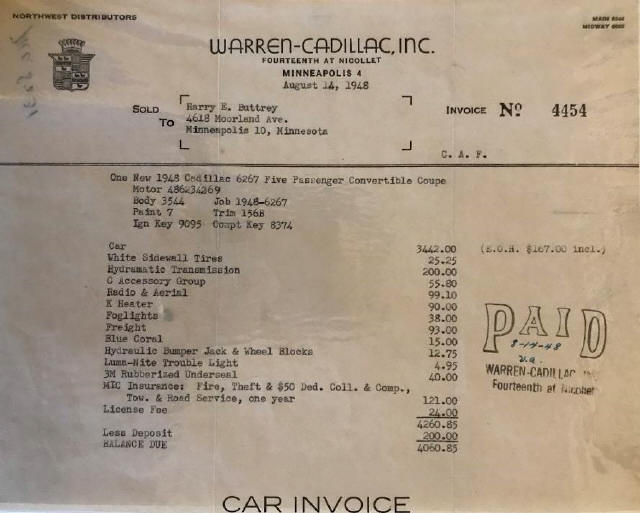 NORTHWEST DISTRIBUTORS
WARREN-CADILLAC, INC.
FOURTEENTH AT NICOLLET
MINNEAPOLIS 4
August 14, 1948
SOLD TO
Harry E. Buttrey
4618 Moorland Ave.
Minneapolis 10, Minnesota
INVOICE No 4454
G. A. F.
One New 1948 Cadillac 6267 Five Passenger Convertible Coupe
Motor 486234269
Body 3544 Job 1948-6267
Paint 7 Trim 156B
Ign Key 9095 Compt Key 8374
Car 3442.00 (E.O.H. $167.00 incl.)
White Sidewall Tires 25.25
Hydramatic Transmission 200.00
C Accessory Group 55.80
Radio & Aerial 99.10
K Heater 90.00
Foglights 38.00
Freight 93.00
Blue Coral 15.00
Hydraulic Bumper Jack & Wheel Blocks 12.75
Luma-Nite Trouble Light 4.95
3M Rubberized Underseal 40.00
MIC Insurance: Fire, Theft & $50 Ded. Coll. & Comp.,
Tow. & Road Service, one year 121.00
License Fee 24.00
4260.85
Less Deposit 200.00
BALANCE DUE 4060.85
PAID
8-14-48
WARREN-CADILLAC
Fourteenth at Nicollet
CAR INVOICE